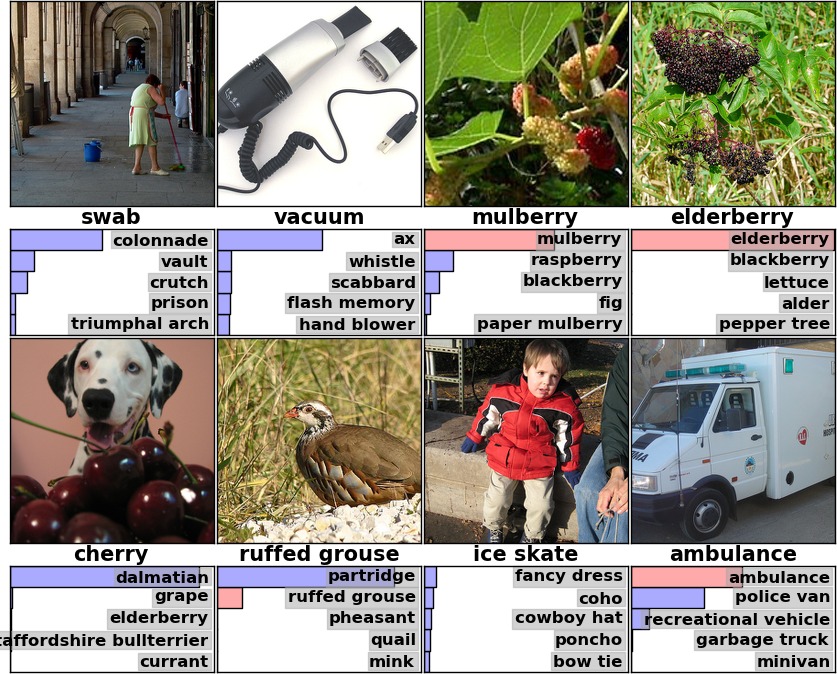 swab
vacuum
mulberry
elderberry
colonnade
vault
crutch
prison
triumphal arch
ax
whistle
scabbard
flash memory
hand blower
mulberry
raspberry
blackberry
fig
paper mulberry
elderberry
blackberry
lettuce
alder
pepper tree
cherry
ruffed grouse
ice skate
ambulance
dalmatian
grape
elderberry
affordshire bullterrier
currant
partridge
ruffed grouse
pheasant
quail
mink
fancy dress
coho
cowboy hat
poncho
bow tie
ambulance
police van
recreational vehicle
garbage truck
minivan